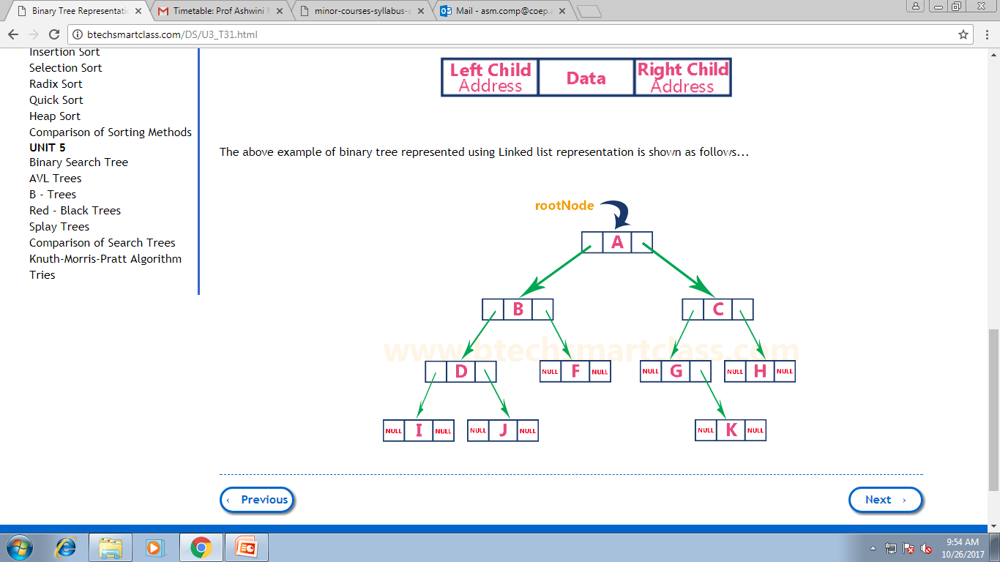 Binary Tree Representati
Timetable: Prof Ashwini
minor-courses-syllabus-
Mail - asm.comp@coep.
btechsmartclass.com/DS/U3_T31.html
Insertion Sort
Selection Sort
Radix Sort
Quick Sort
Heap Sort
Comparison of Sorting Methods
UNIT 5
Binary Search Tree
AVL Trees
B - Trees
Red - Black Trees
Splay Trees
Comparison of Search Trees
Knuth-Morris-Pratt Algorithm
Tries
Left Child Address
Data
Right Child Address
The above example of binary tree represented using Linked list representation is shown as follows...
rootNode
A
B
C
www.btechsmartclass.com
D
NULL F NULL
NULL G
NULL H NULL
NULL I NULL
NULL J NULL
NULL K NULL
‹ Previous
Next ›
9:54 AM
10/26/2017